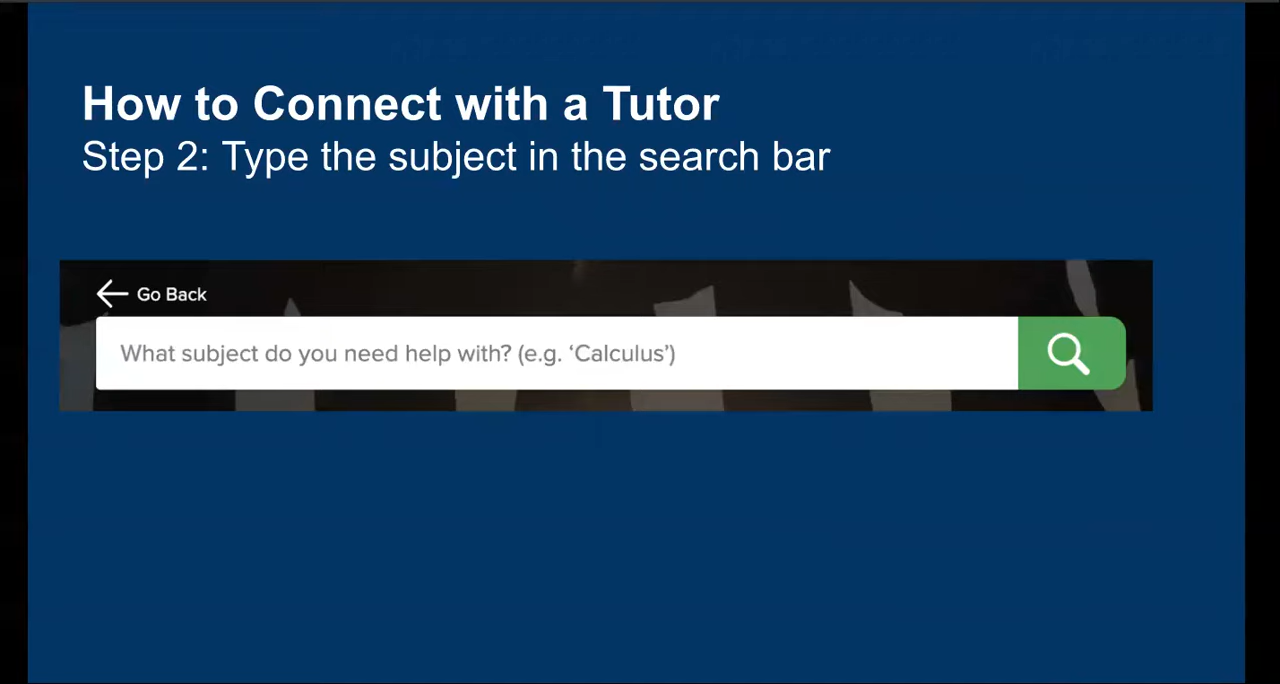 How to Connect with a Tutor
Step 2: Type the subject in the search bar
Go Back
What subject do you need help with? (e.g. ‘Calculus’)